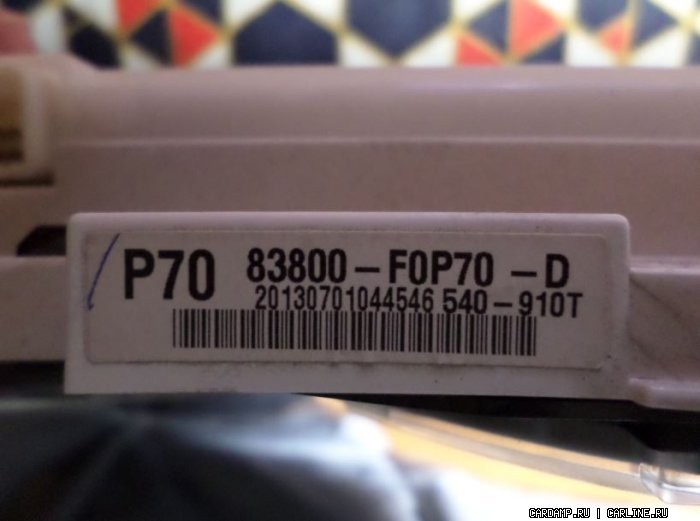 P70 83800-F0P70-D
20130701044546 540-910T
CARDAMP.RU | CARLINE.RU